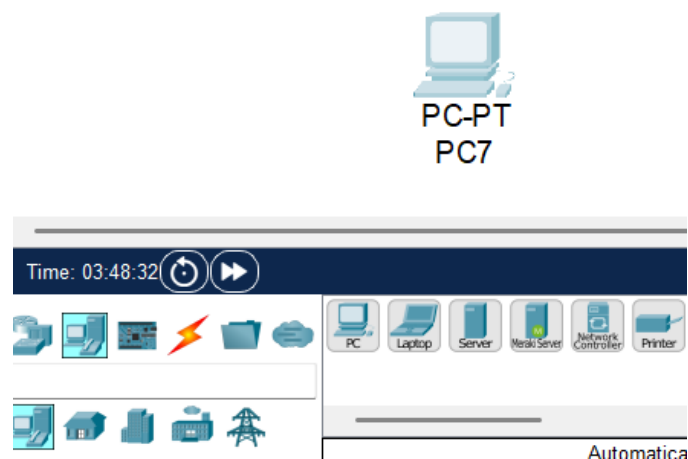 PC-PT
PC7
Time: 03:48:32
PC
Laptop
Server
Meraki Server
Network
Controller
Printer
Automatica